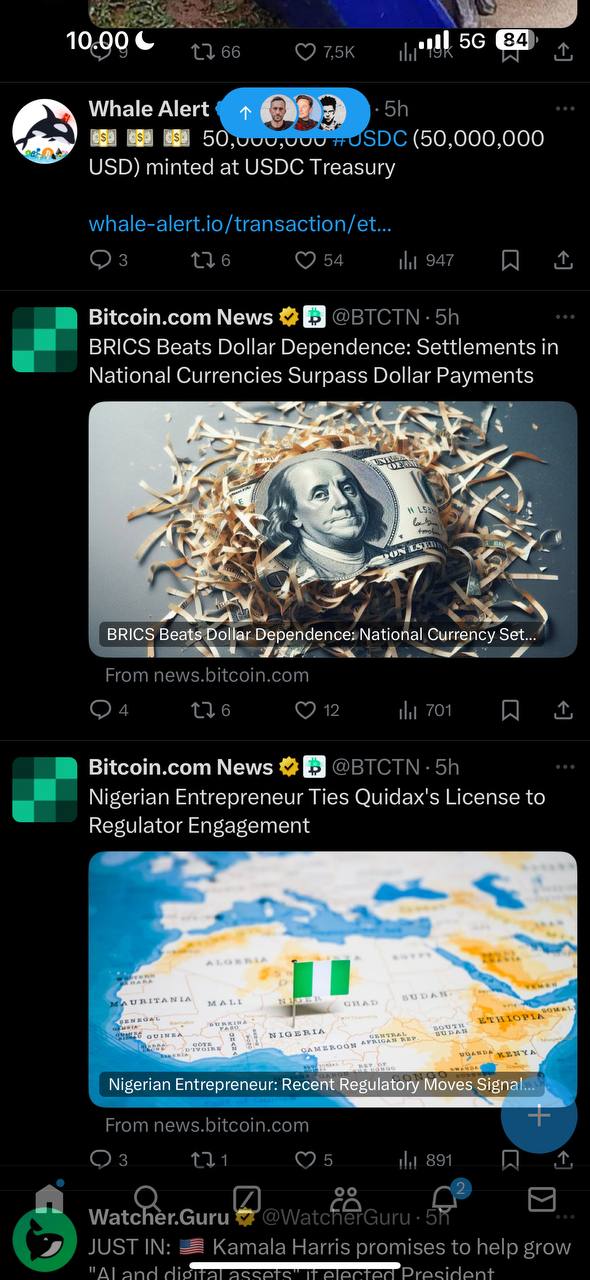 10.00
5G 84
9 66 7,5K 19K
Whale Alert · 5h
50,000,000 #USDC (50,000,000
USD) minted at USDC Treasury
whale-alert.io/transaction/et...
3 6 54 947
Bitcoin.com News @BTCTN · 5h
BRICS Beats Dollar Dependence: Settlements in
National Currencies Surpass Dollar Payments
BRICS Beats Dollar Dependence: National Currency Set...
From news.bitcoin.com
4 6 12 701
Bitcoin.com News @BTCTN · 5h
Nigerian Entrepreneur Ties Quidax's License to
Regulator Engagement
ALGERIA
EGYPT
MAURITANIA
MALI
CHAD
SUDAN
SENEGAL
GUINEA
NIGERIA
ETHIOPIA
SOUTH
SUDAN
CENTRAL
AFRICAN REP.
CAMEROON
UGANDA
KENYA
CONGO
Nigerian Entrepreneur: Recent Regulatory Moves Signal...
From news.bitcoin.com
3 1 5 891
2
Watcher.Guru @WatcherGuru · 5h
JUST IN: 🇺🇸 Kamala Harris promises to help grow
"AI and digital assets" if elected President